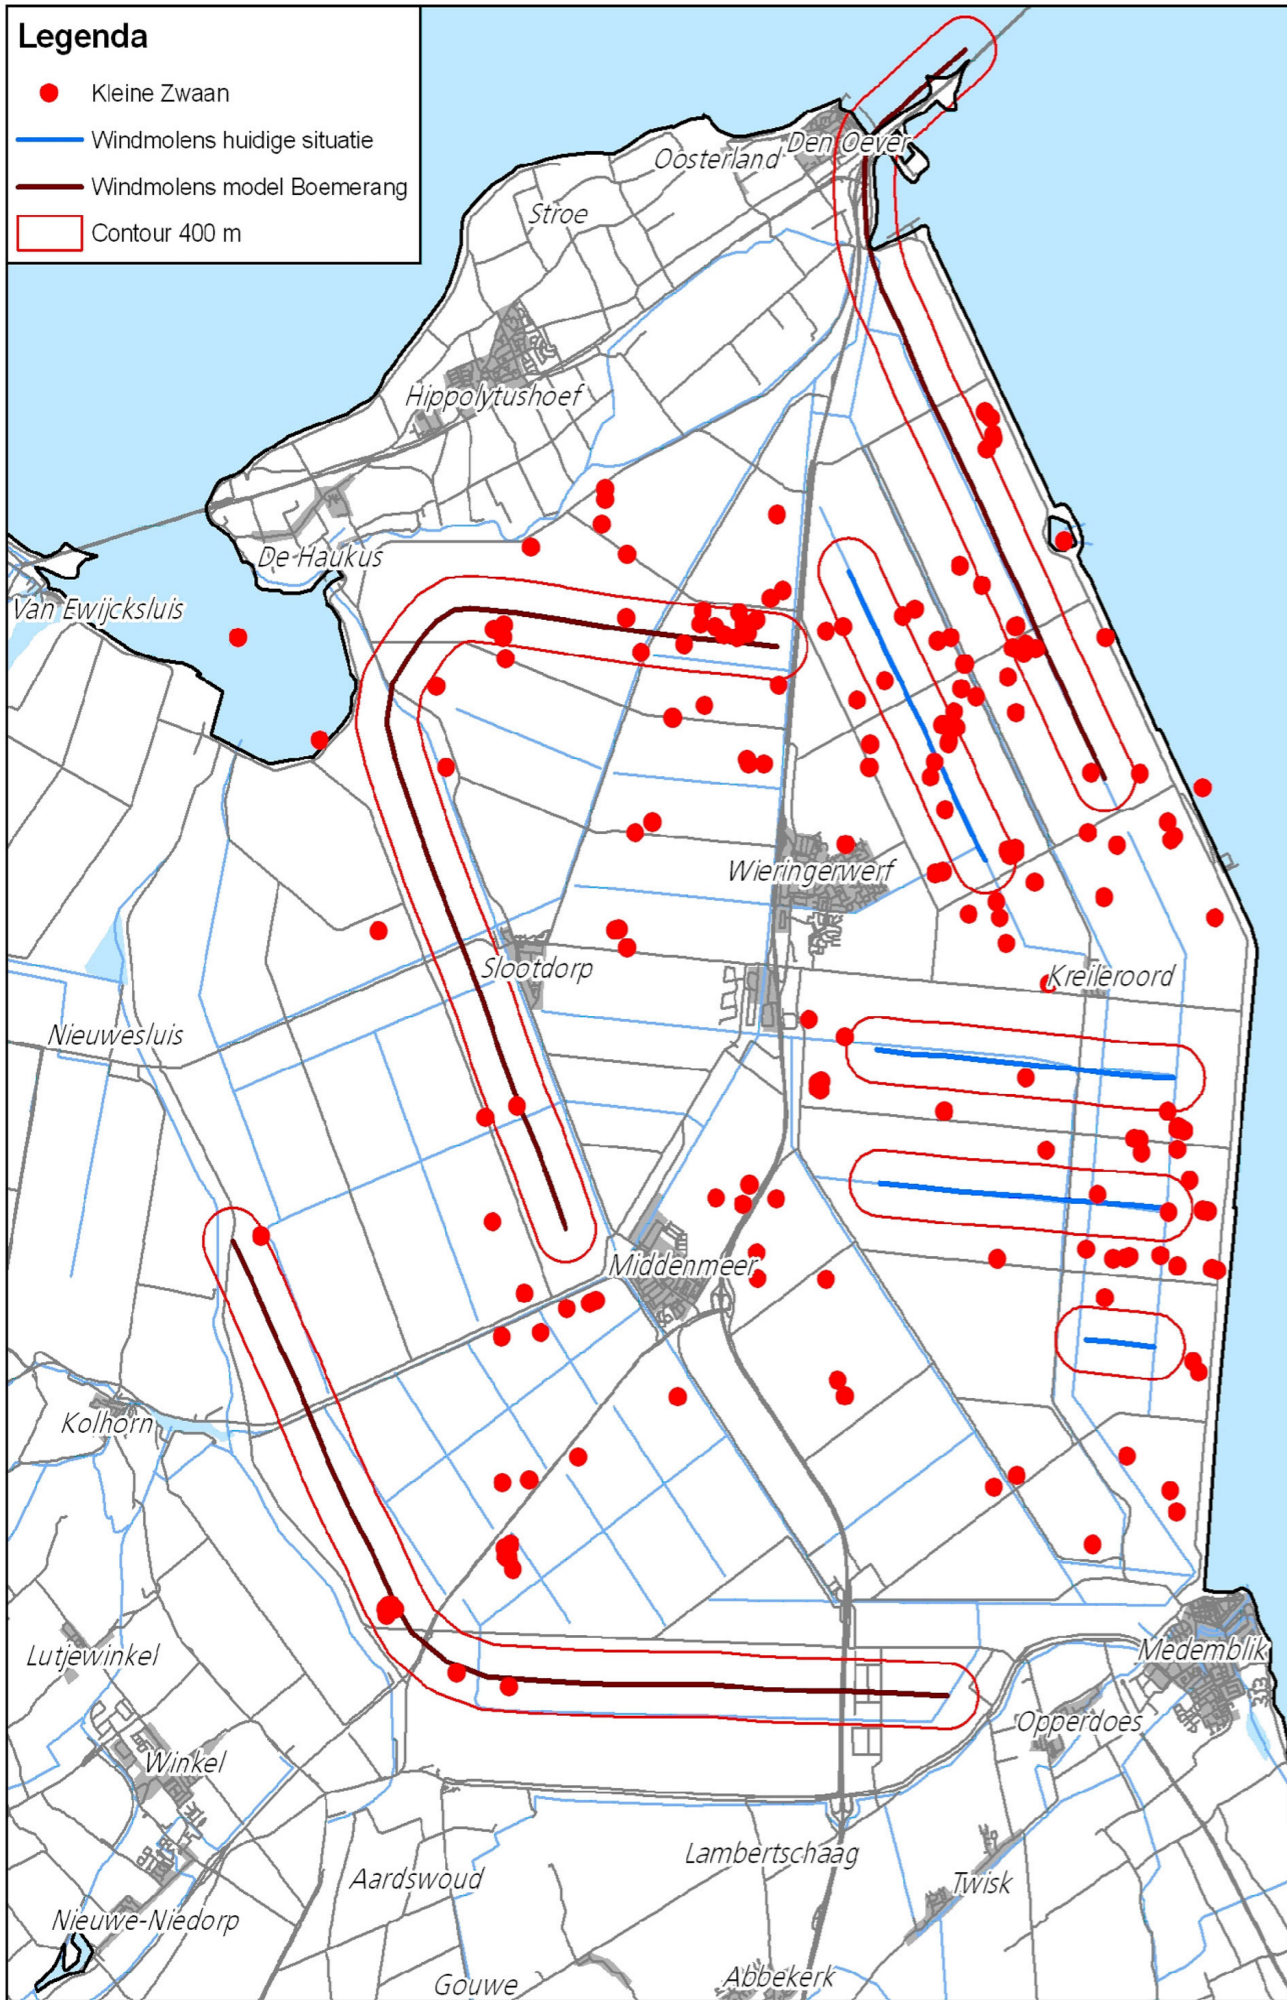 Legenda
Kleine Zwaan
Windmolens huidige situatie
Windmolens model Boemerang
Contour 400 m
Den Oever
Oosterland
Stroe
Hippolytushoef
De Haukus
Van Ewijcksluis
Wieringerwerf
Slootdorp
Kreileroord
Nieuwesluis
Middenmeer
Kolhorn
Lutjewinkel
Medemblik
Opperdoes
Winkel
Lambertschaag
Aardswoud
Twisk
Nieuwe-Niedorp
Abbekerk
Gouwe